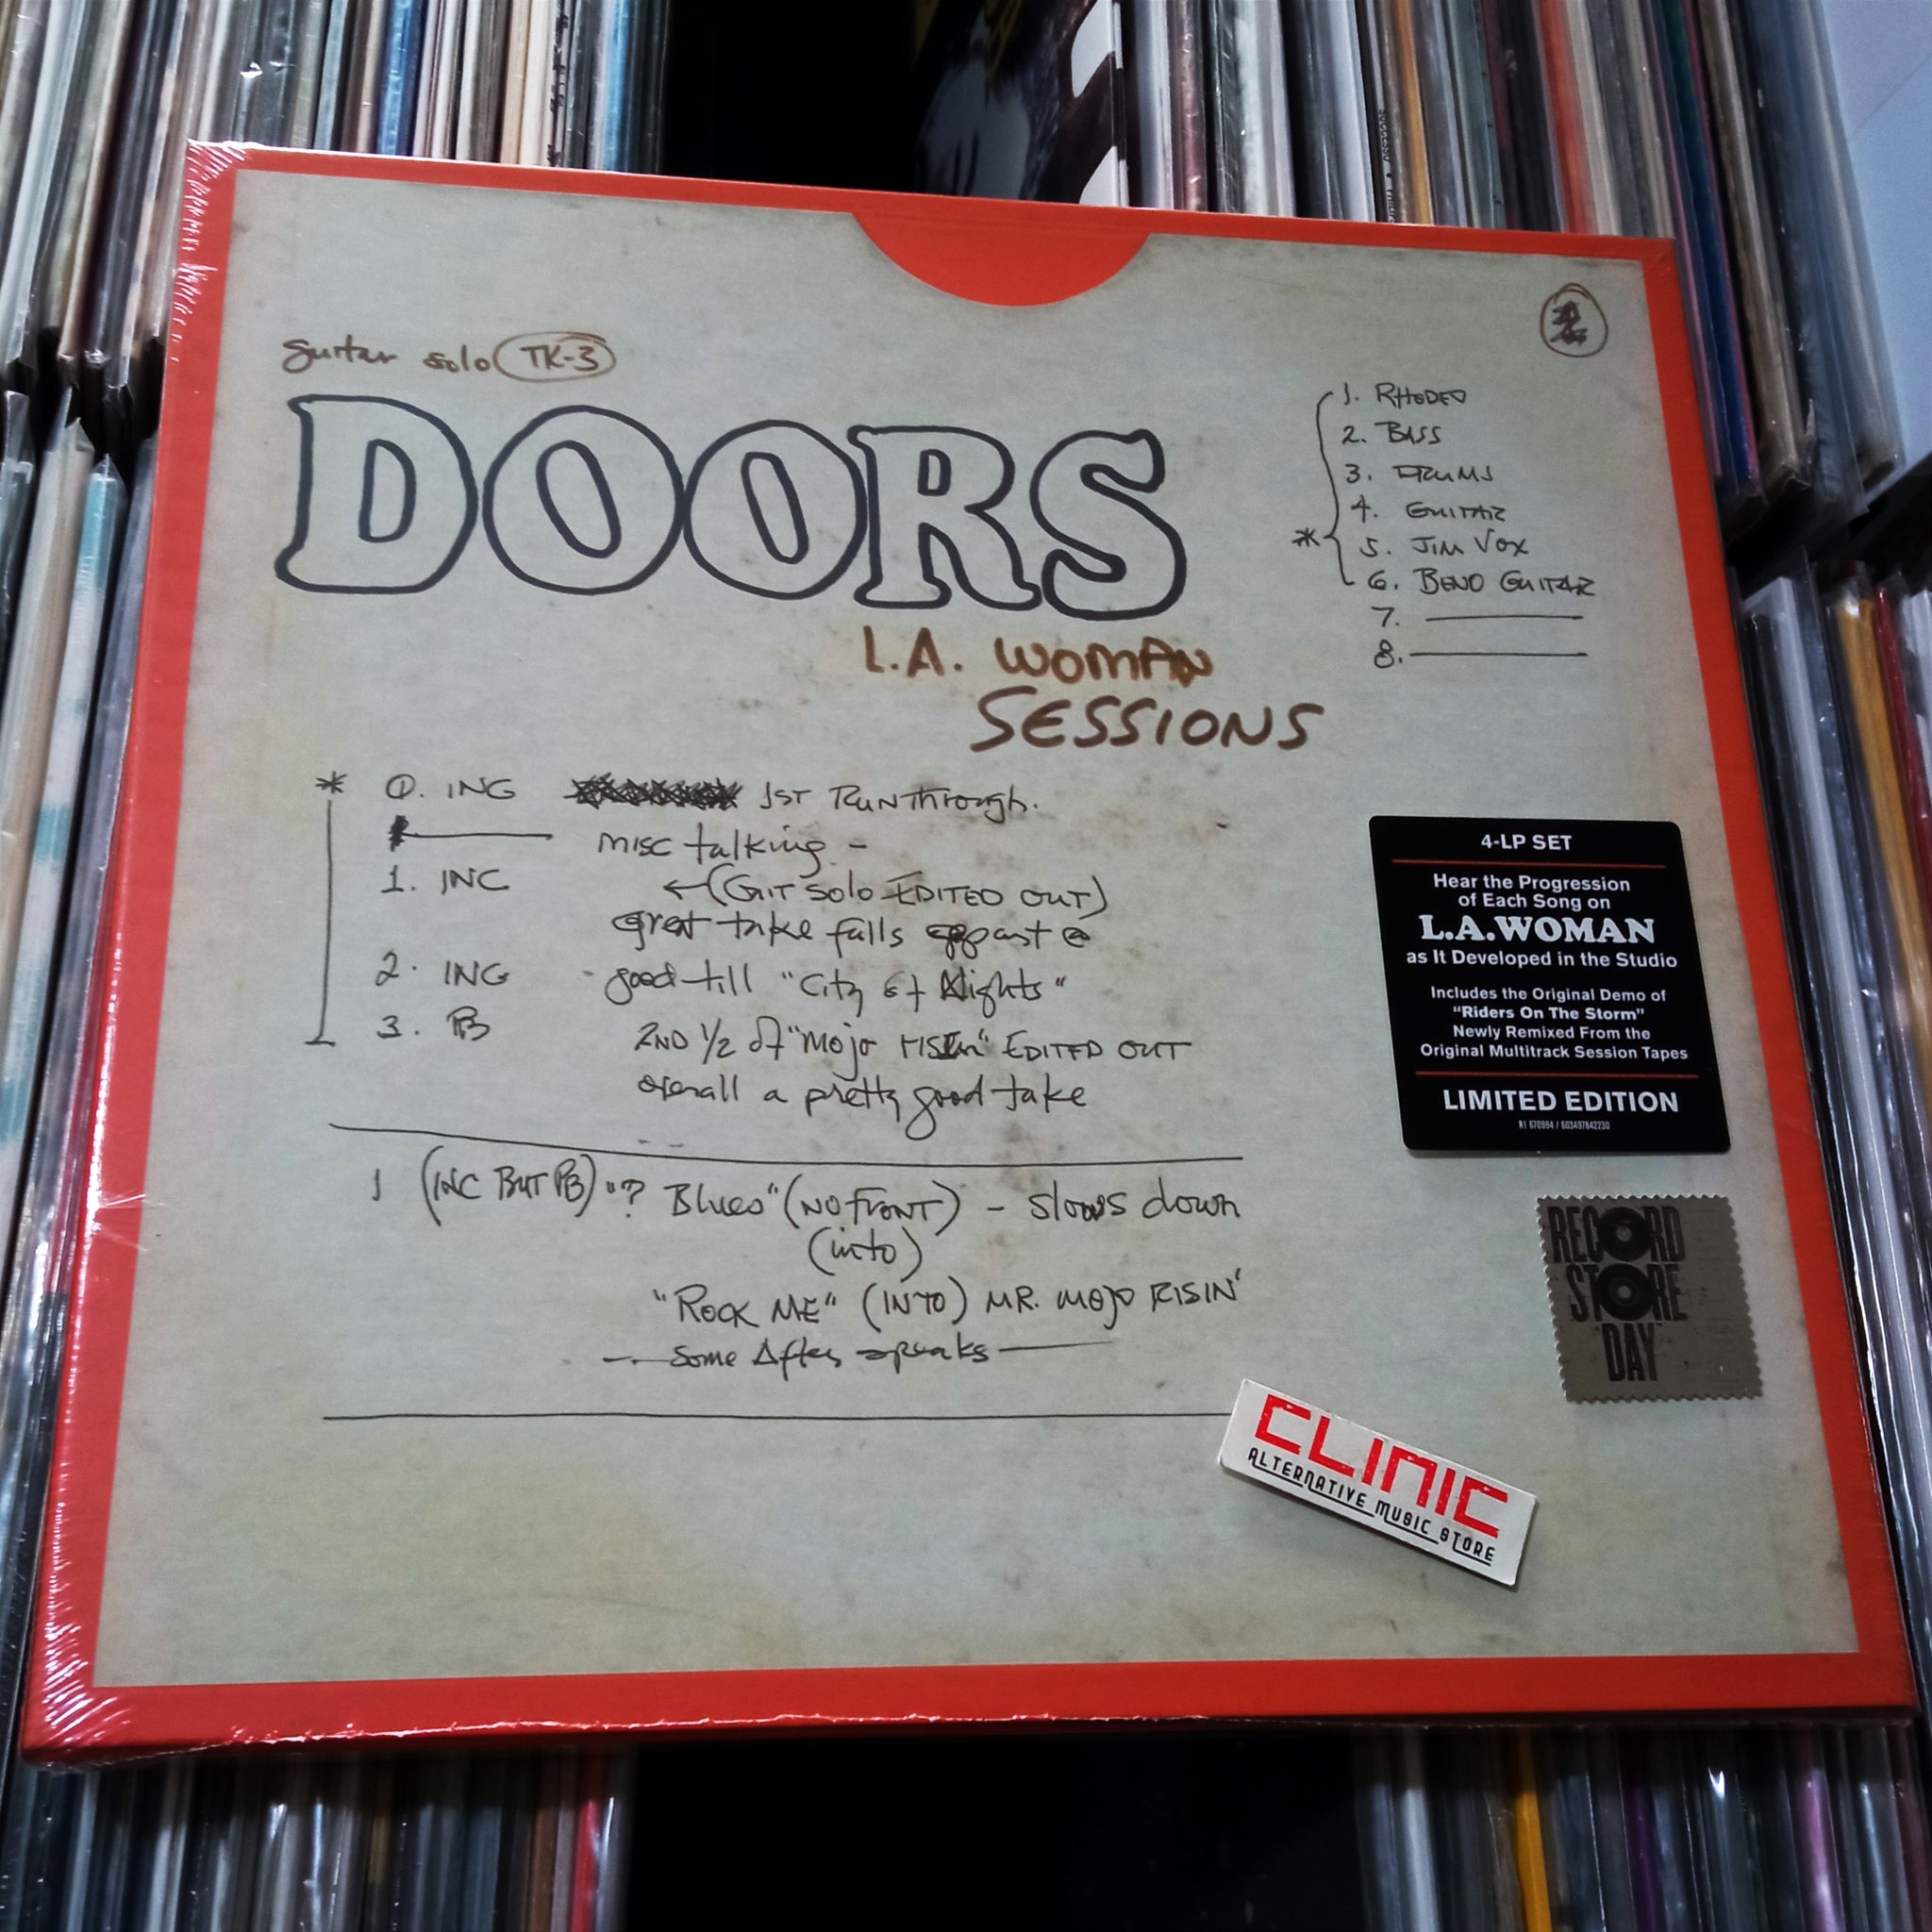 guitar solo TK-3
DOORS
L.A. WOMAN
SESSIONS
1. RHODEO
2. BASS
3. DRUMS
4. GUITAR
5. JIM VOX
6. BEND GUITAR
7.
8.
* 0. INC 1ST RUNThrough.
misc talking -
1. INC ←(GIT SOLO EDITED OUT)
great take falls appart @
2. INC - good till "City of Nights"
3. PB 2ND 1/2 of "mojo risin" EDITED OUT
overall a pretty good take
1 (INC BUT PB) "? Blues" (NO FRONT) - slows down
(into)
"ROCK ME" (INTO) MR. MOJO RISIN'
Some After speaks
4-LP SET
Hear the Progression
of Each Song on
L.A.WOMAN
as It Developed in the Studio
Includes the Original Demo of
"Riders On The Storm"
Newly Remixed From the
Original Multitrack Session Tapes
LIMITED EDITION
R1 670994 / 603497842230
RECORD
STORE
DAY
CLINIC
ALTERNATIVE MUSIC STORE